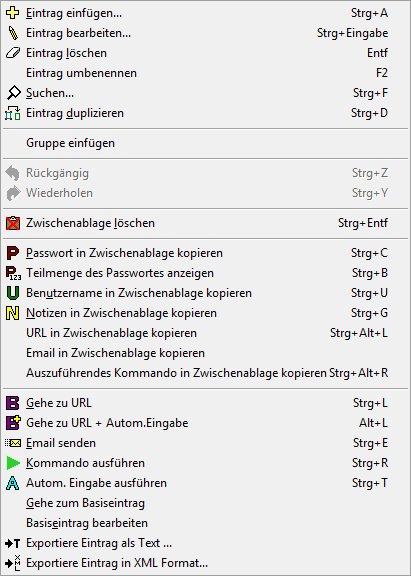 Eintrag einfügen... Strg+A
Eintrag bearbeiten... Strg+Eingabe
Eintrag löschen Entf
Eintrag umbenennen F2
Suchen... Strg+F
Eintrag duplizieren Strg+D
Gruppe einfügen
Rückgängig Strg+Z
Wiederholen Strg+Y
Zwischenablage löschen Strg+Entf
Passwort in Zwischenablage kopieren Strg+C
Teilmenge des Passwortes anzeigen Strg+B
Benutzername in Zwischenablage kopieren Strg+U
Notizen in Zwischenablage kopieren Strg+G
URL in Zwischenablage kopieren Strg+Alt+L
Email in Zwischenablage kopieren
Auszuführendes Kommando in Zwischenablage kopieren Strg+Alt+R
Gehe zu URL Strg+L
Gehe zu URL + Autom.Eingabe Alt+L
Email senden Strg+E
Kommando ausführen Strg+R
Autom. Eingabe ausführen Strg+T
Gehe zum Basiseintrag
Basiseintrag bearbeiten
Exportiere Eintrag als Text ...
Exportiere Eintrag in XML Format...